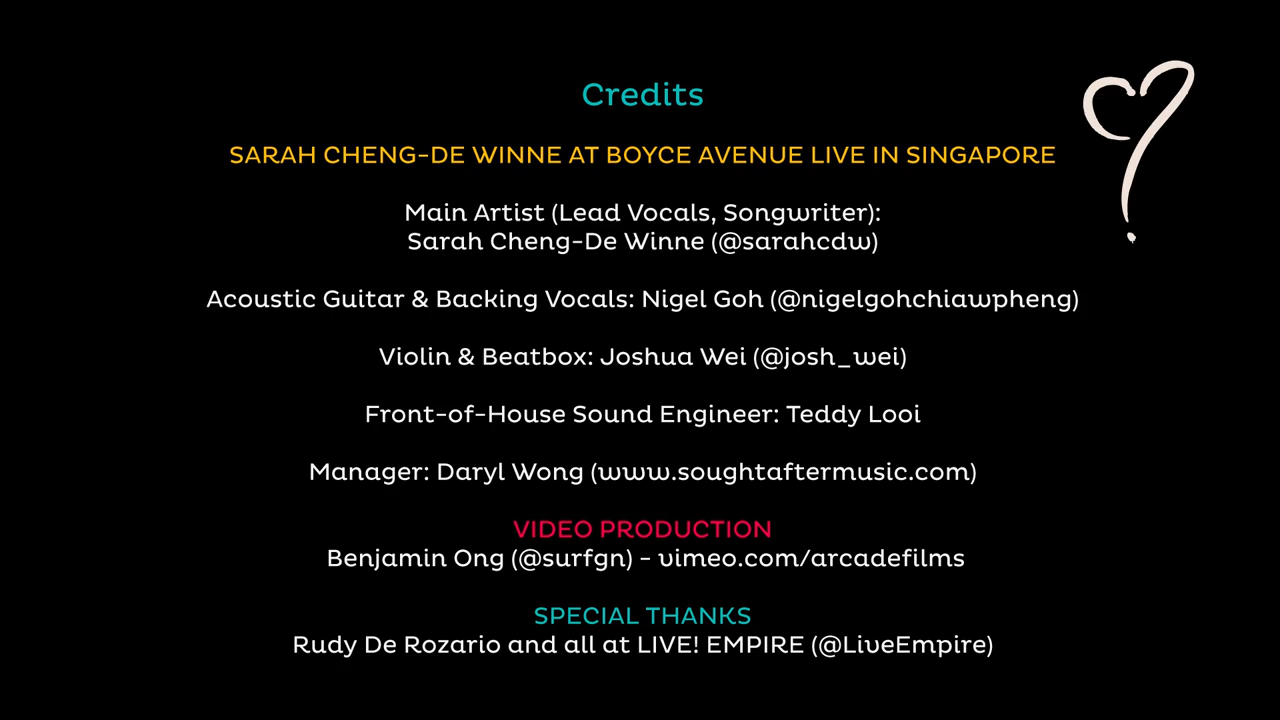 Credits
SARAH CHENG-DE WINNE AT BOYCE AVENUE LIVE IN SINGAPORE
Main Artist (Lead Vocals, Songwriter):
Sarah Cheng-De Winne (@sarahcdw)
Acoustic Guitar & Backing Vocals: Nigel Goh (@nigelgohchiawpheng)
Violin & Beatbox: Joshua Wei (@josh_wei)
Front-of-House Sound Engineer: Teddy Looi
Manager: Daryl Wong (www.soughtaftermusic.com)
VIDEO PRODUCTION
Benjamin Ong (@surfgn) - vimeo.com/arcadefilms
SPECIAL THANKS
Rudy De Rozario and all at LIVE! EMPIRE (@LiveEmpire)